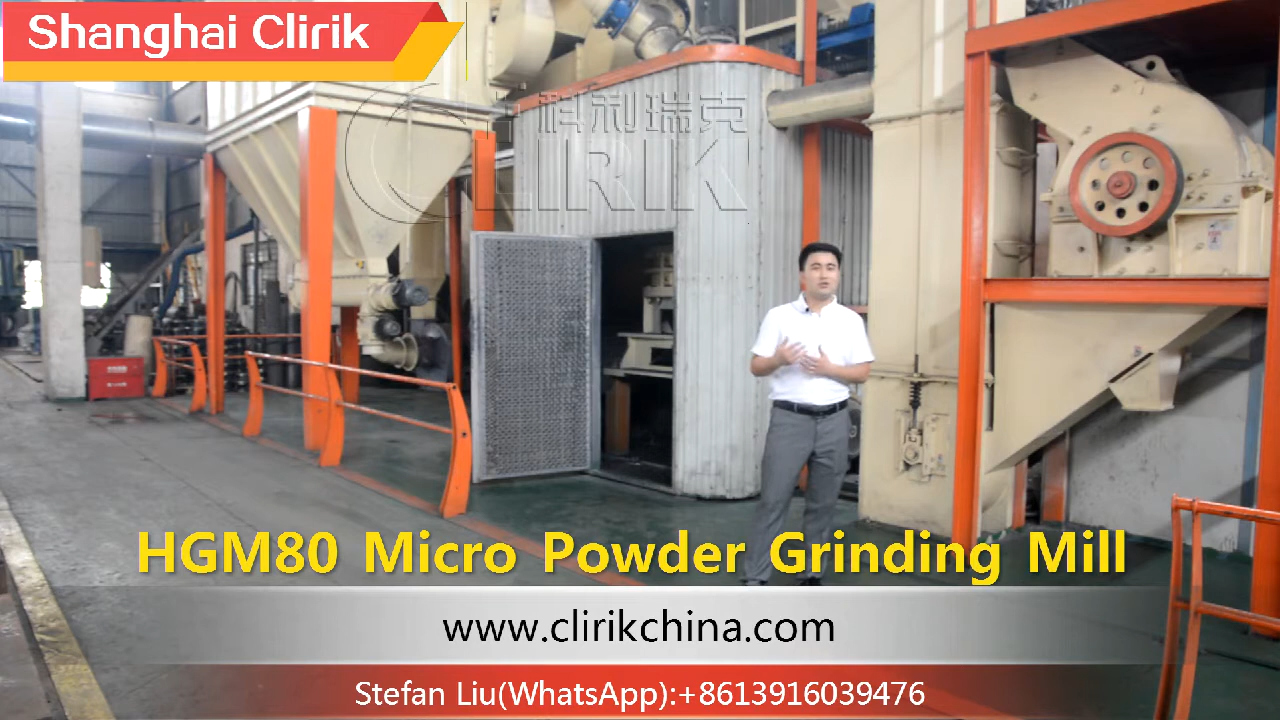 Shanghai Clirik
科利瑞克
CLIRIK
HGM80 Micro Powder Grinding Mill
www.clirikchina.com
Stefan Liu(WhatsApp):+8613916039476